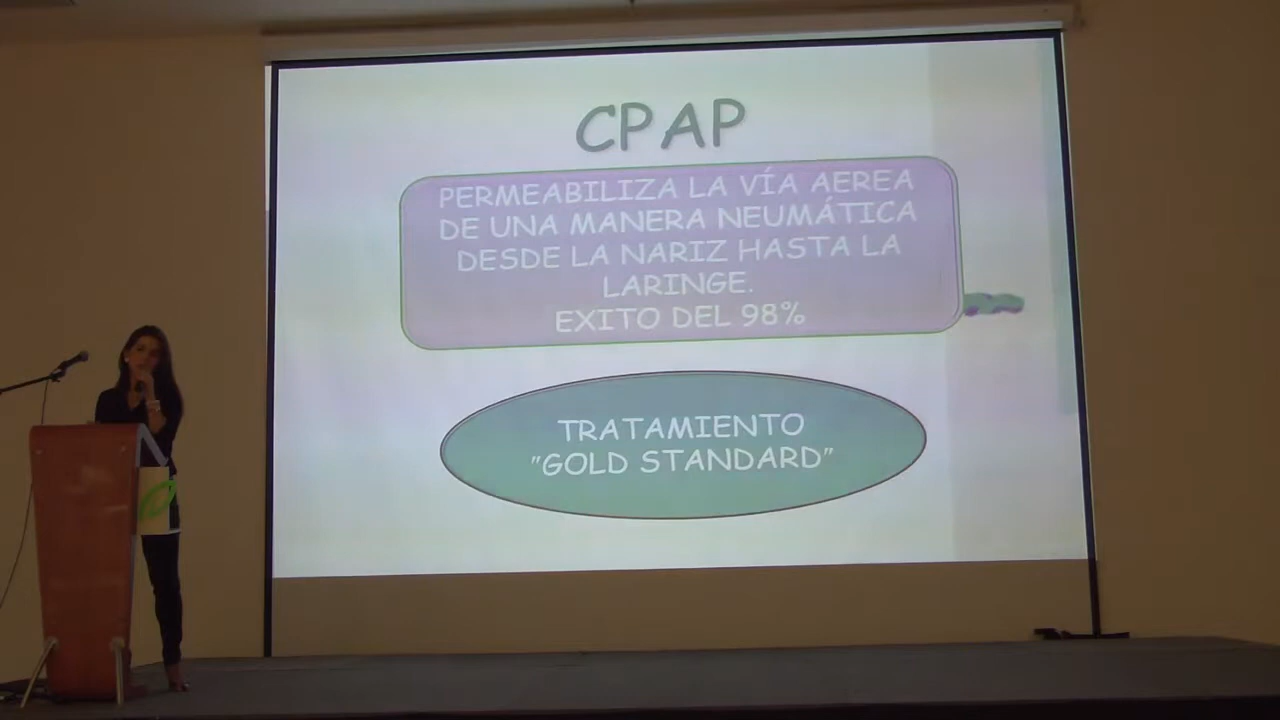 CPAP
PERMEABILIZA LA VÍA AEREA
DE UNA MANERA NEUMÁTICA
DESDE LA NARIZ HASTA LA
LARINGE.
EXITO DEL 98%
TRATAMIENTO
"GOLD STANDARD"